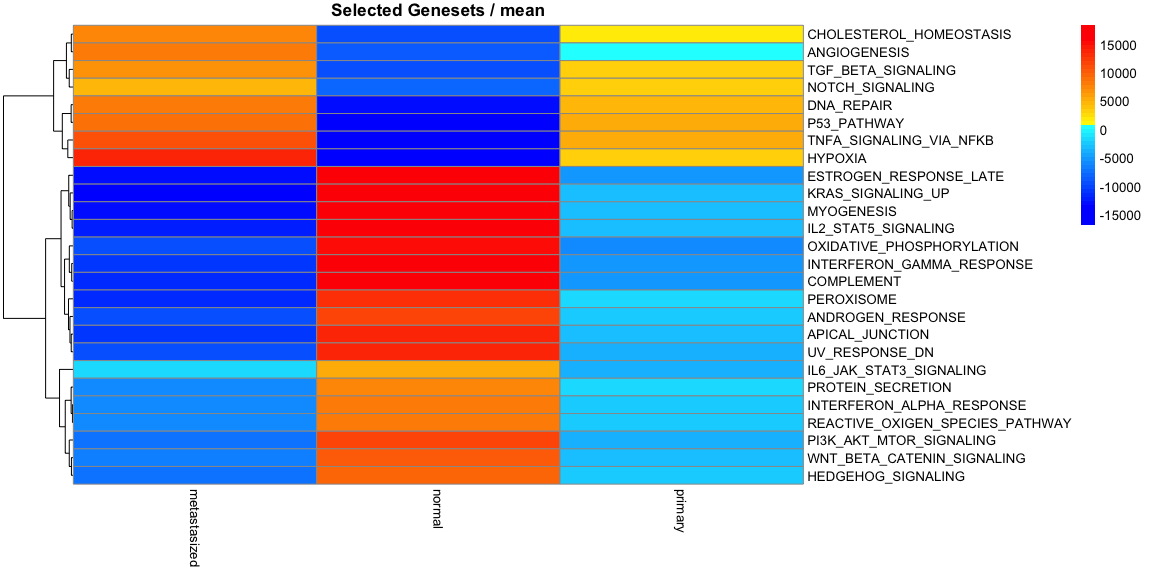 Selected Genesets / mean
CHOLESTEROL_HOMEOSTASIS
ANGIOGENESIS
TGF_BETA_SIGNALING
NOTCH_SIGNALING
DNA_REPAIR
P53_PATHWAY
TNFA_SIGNALING_VIA_NFKB
HYPOXIA
ESTROGEN_RESPONSE_LATE
KRAS_SIGNALING_UP
MYOGENESIS
IL2_STAT5_SIGNALING
OXIDATIVE_PHOSPHORYLATION
INTERFERON_GAMMA_RESPONSE
COMPLEMENT
PEROXISOME
ANDROGEN_RESPONSE
APICAL_JUNCTION
UV_RESPONSE_DN
IL6_JAK_STAT3_SIGNALING
PROTEIN_SECRETION
INTERFERON_ALPHA_RESPONSE
REACTIVE_OXIGEN_SPECIES_PATHWAY
PI3K_AKT_MTOR_SIGNALING
WNT_BETA_CATENIN_SIGNALING
HEDGEHOG_SIGNALING
15000
10000
5000
0
-5000
-10000
-15000
metastasized
normal
primary